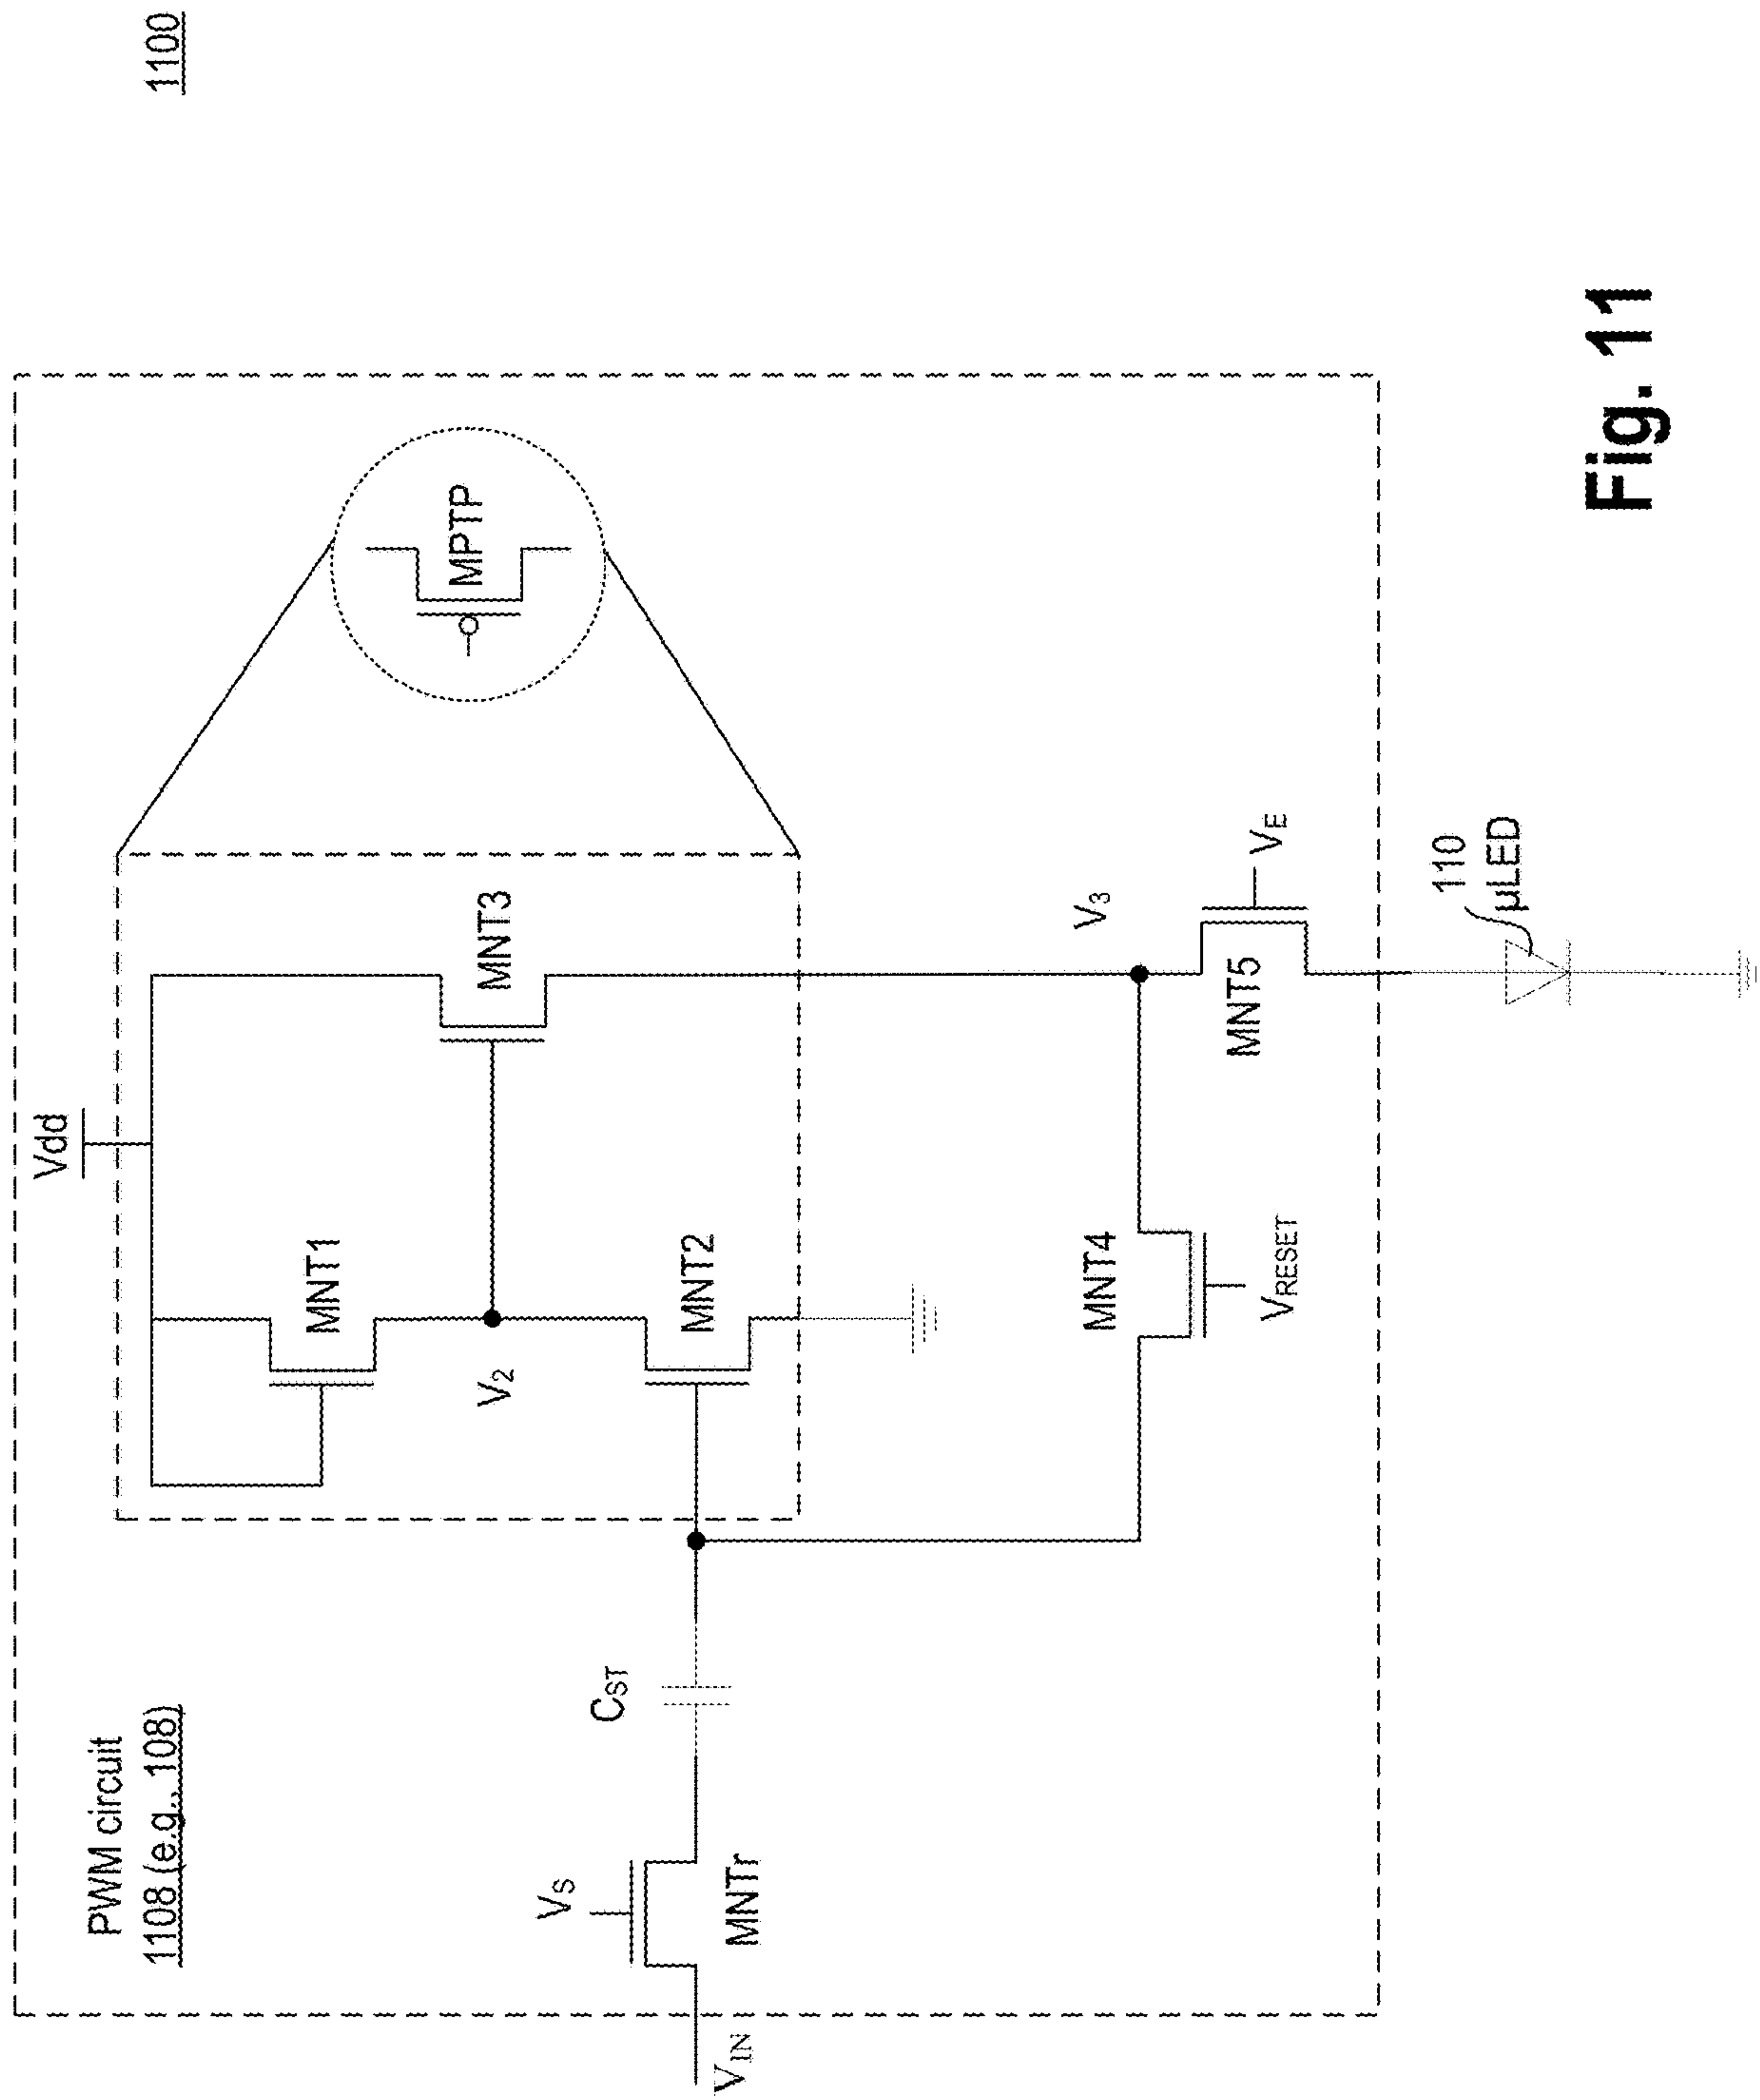 1100
PWM circuit
1108 (e.g., 108)
Vdd
MNT1
MNT3
MPTP
V2
MNT2
VS
CST
MNTr
VIN
MNT4
VRESET
V3
MNT5
VE
110
µLED
Fig. 11